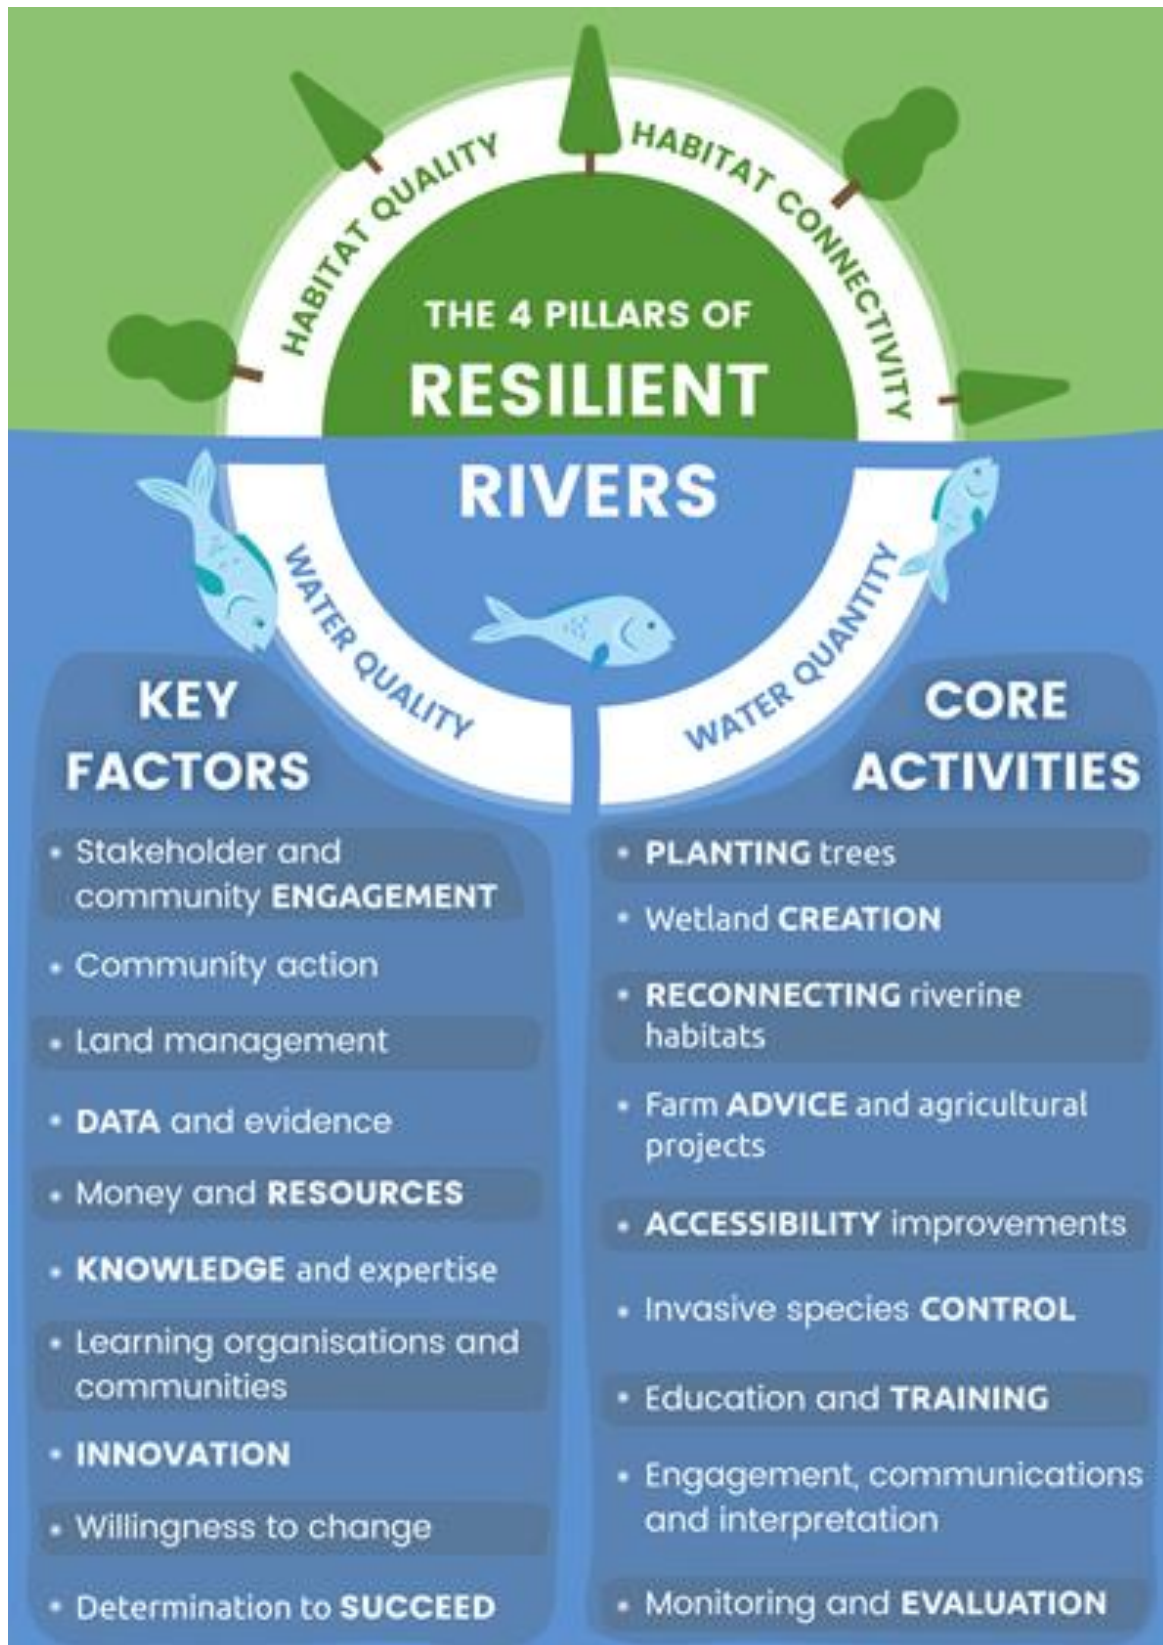 HABITAT QUALITY
HABITAT CONNECTIVITY
THE 4 PILLARS OF
RESILIENT
RIVERS
WATER QUALITY
WATER QUANTITY
KEY
FACTORS
• Stakeholder and
community ENGAGEMENT
• Community action
• Land management
• DATA and evidence
• Money and RESOURCES
• KNOWLEDGE and expertise
• Learning organisations and
communities
• INNOVATION
• Willingness to change
• Determination to SUCCEED
CORE
ACTIVITIES
• PLANTING trees
• Wetland CREATION
• RECONNECTING riverine
habitats
• Farm ADVICE and agricultural
projects
• ACCESSIBILITY improvements
• Invasive species CONTROL
• Education and TRAINING
• Engagement, communications
and interpretation
• Monitoring and EVALUATION